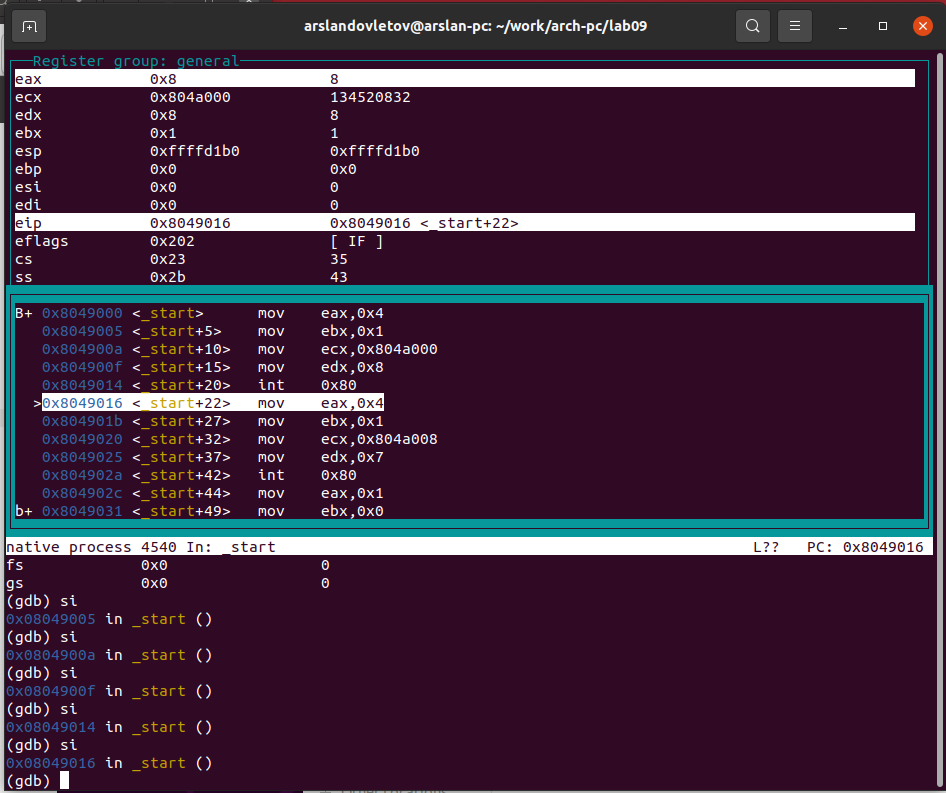 arslandovletov@arslan-pc: ~/work/arch-pc/lab09
Register group: general
eax 0x8 8
ecx 0x804a000 134520832
edx 0x8 8
ebx 0x1 1
esp 0xffffd1b0 0xffffd1b0
ebp 0x0 0x0
esi 0x0 0
edi 0x0 0
eip 0x8049016 0x8049016 <_start+22>
eflags 0x202 [ IF ]
cs 0x23 35
ss 0x2b 43
B+ 0x8049000 <_start> mov eax,0x4
0x8049005 <_start+5> mov ebx,0x1
0x804900a <_start+10> mov ecx,0x804a000
0x804900f <_start+15> mov edx,0x8
0x8049014 <_start+20> int 0x80
>0x8049016 <_start+22> mov eax,0x4
0x804901b <_start+27> mov ebx,0x1
0x8049020 <_start+32> mov ecx,0x804a008
0x8049025 <_start+37> mov edx,0x7
0x804902a <_start+42> int 0x80
0x804902c <_start+44> mov eax,0x1
b+ 0x8049031 <_start+49> mov ebx,0x0
native process 4540 In: _start L?? PC: 0x8049016
fs 0x0 0
gs 0x0 0
(gdb) si
0x08049005 in _start ()
(gdb) si
0x0804900a in _start ()
(gdb) si
0x0804900f in _start ()
(gdb) si
0x08049014 in _start ()
(gdb) si
0x08049016 in _start ()
(gdb)